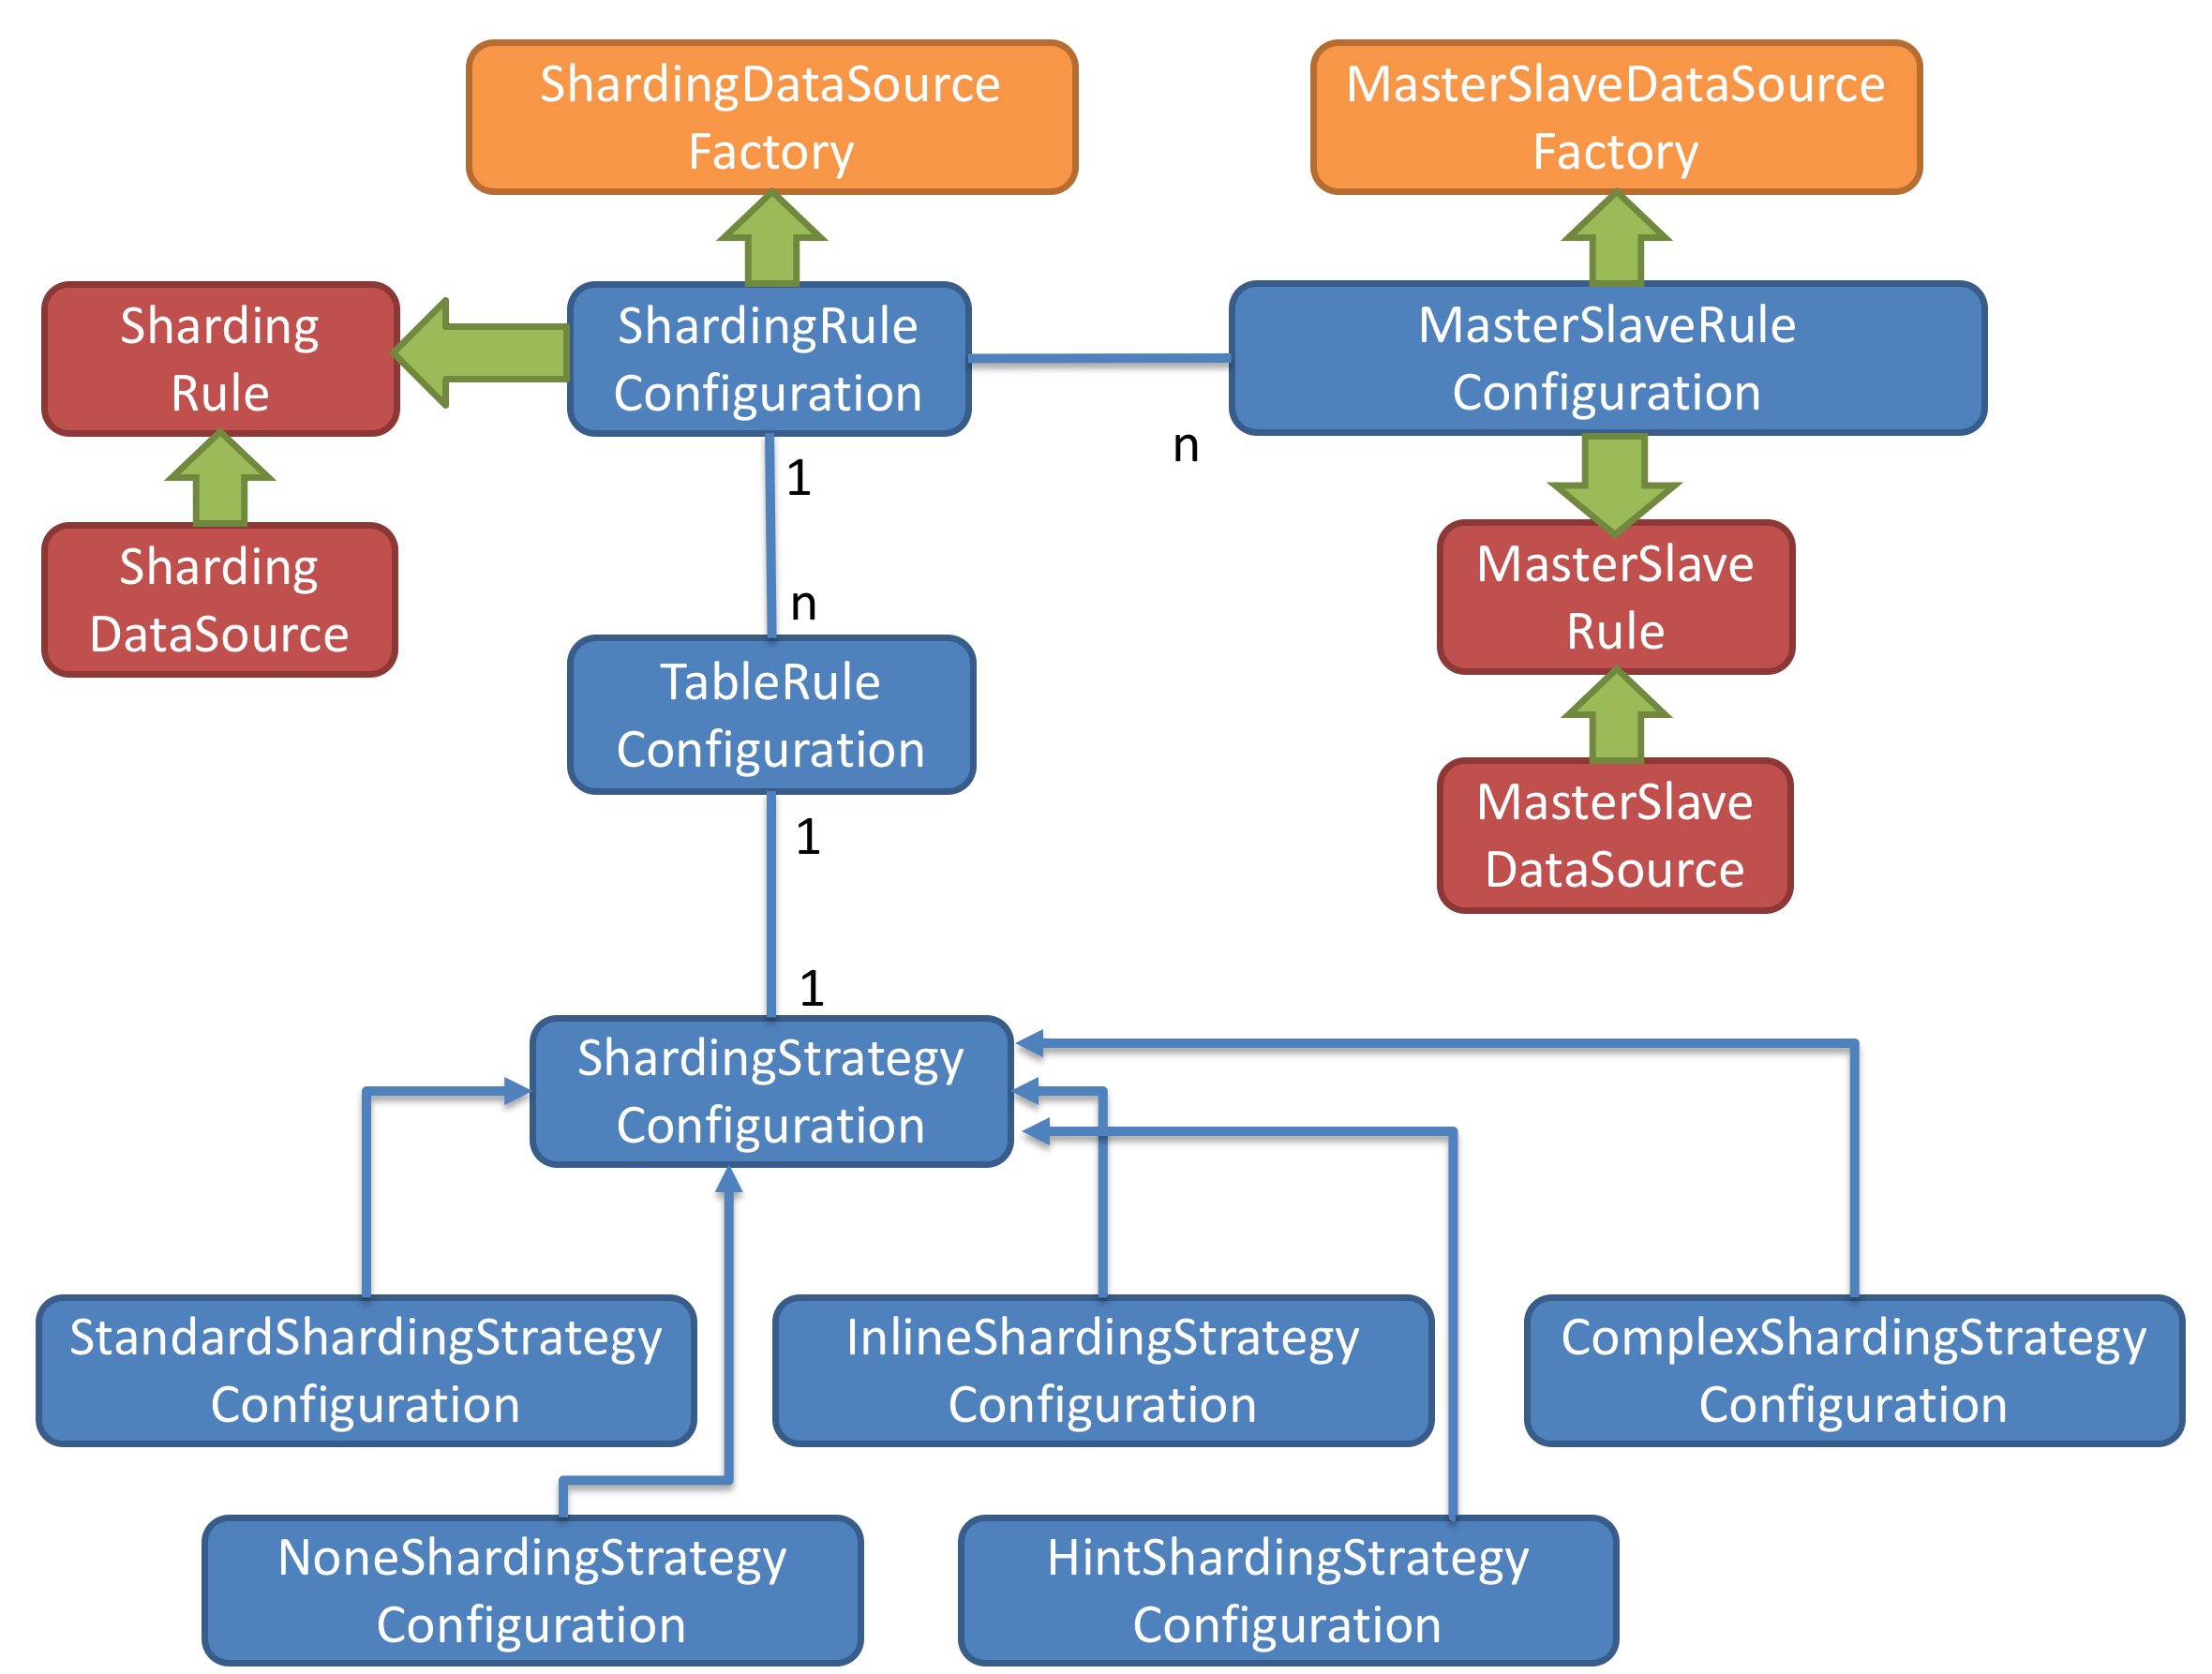 ShardingDataSource
Factory
MasterSlaveDataSource
Factory
Sharding
Rule
ShardingRule
Configuration
MasterSlaveRule
Configuration
n
1
Sharding
DataSource
n
MasterSlave
Rule
TableRule
Configuration
MasterSlave
DataSource
1
1
ShardingStrategy
Configuration
StandardShardingStrategy
Configuration
InlineShardingStrategy
Configuration
ComplexShardingStrategy
Configuration
NoneShardingStrategy
Configuration
HintShardingStrategy
Configuration